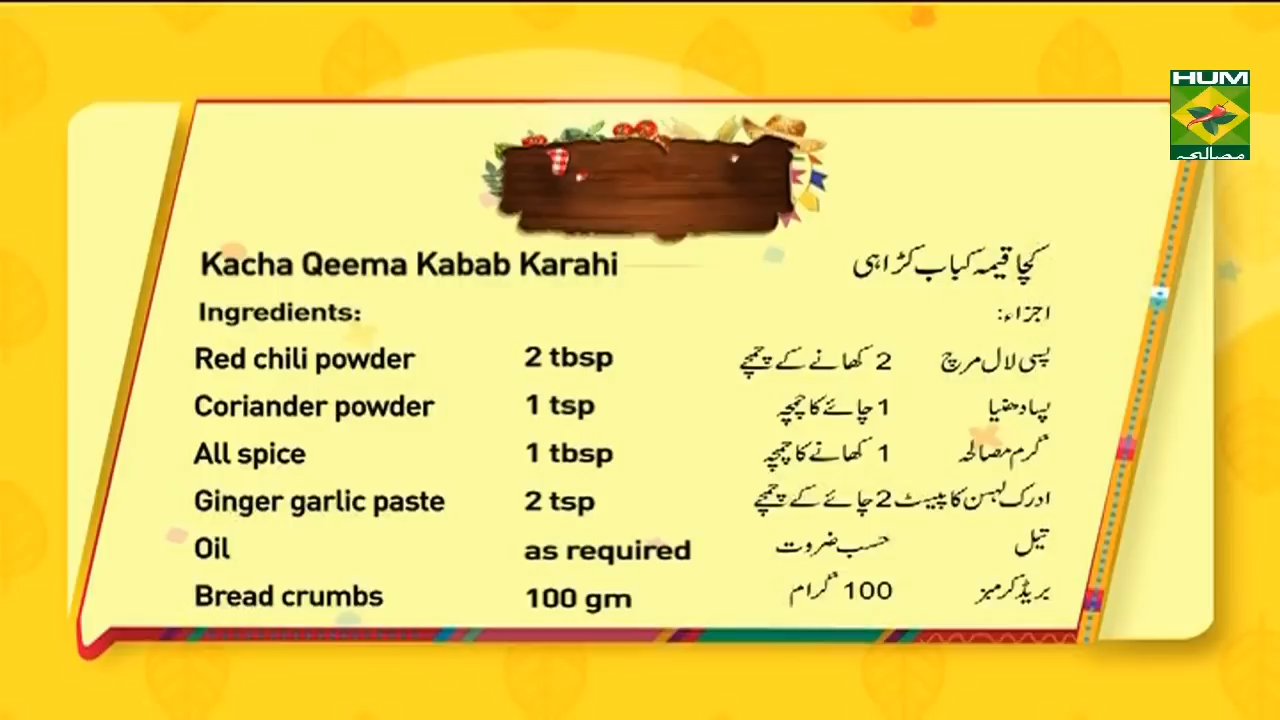 HUM
مصالحہ
Kacha Qeema Kabab Karahi کچا قیمہ کباب کڑاہی
Ingredients: اجزاء:
Red chili powder 2 tbsp پسی لال مرچ 2 کھانے کے چمچے
Coriander powder 1 tsp پسا دھنیا 1 چائے کا چمچہ
All spice 1 tbsp گرم مصالحہ 1 کھانے کا چمچہ
Ginger garlic paste 2 tsp ادرک لہسن کا پیسٹ 2 چائے کے چمچے
Oil as required تیل حسب ضروت
Bread crumbs 100 gm بریڈ کرمبز 100 گرام